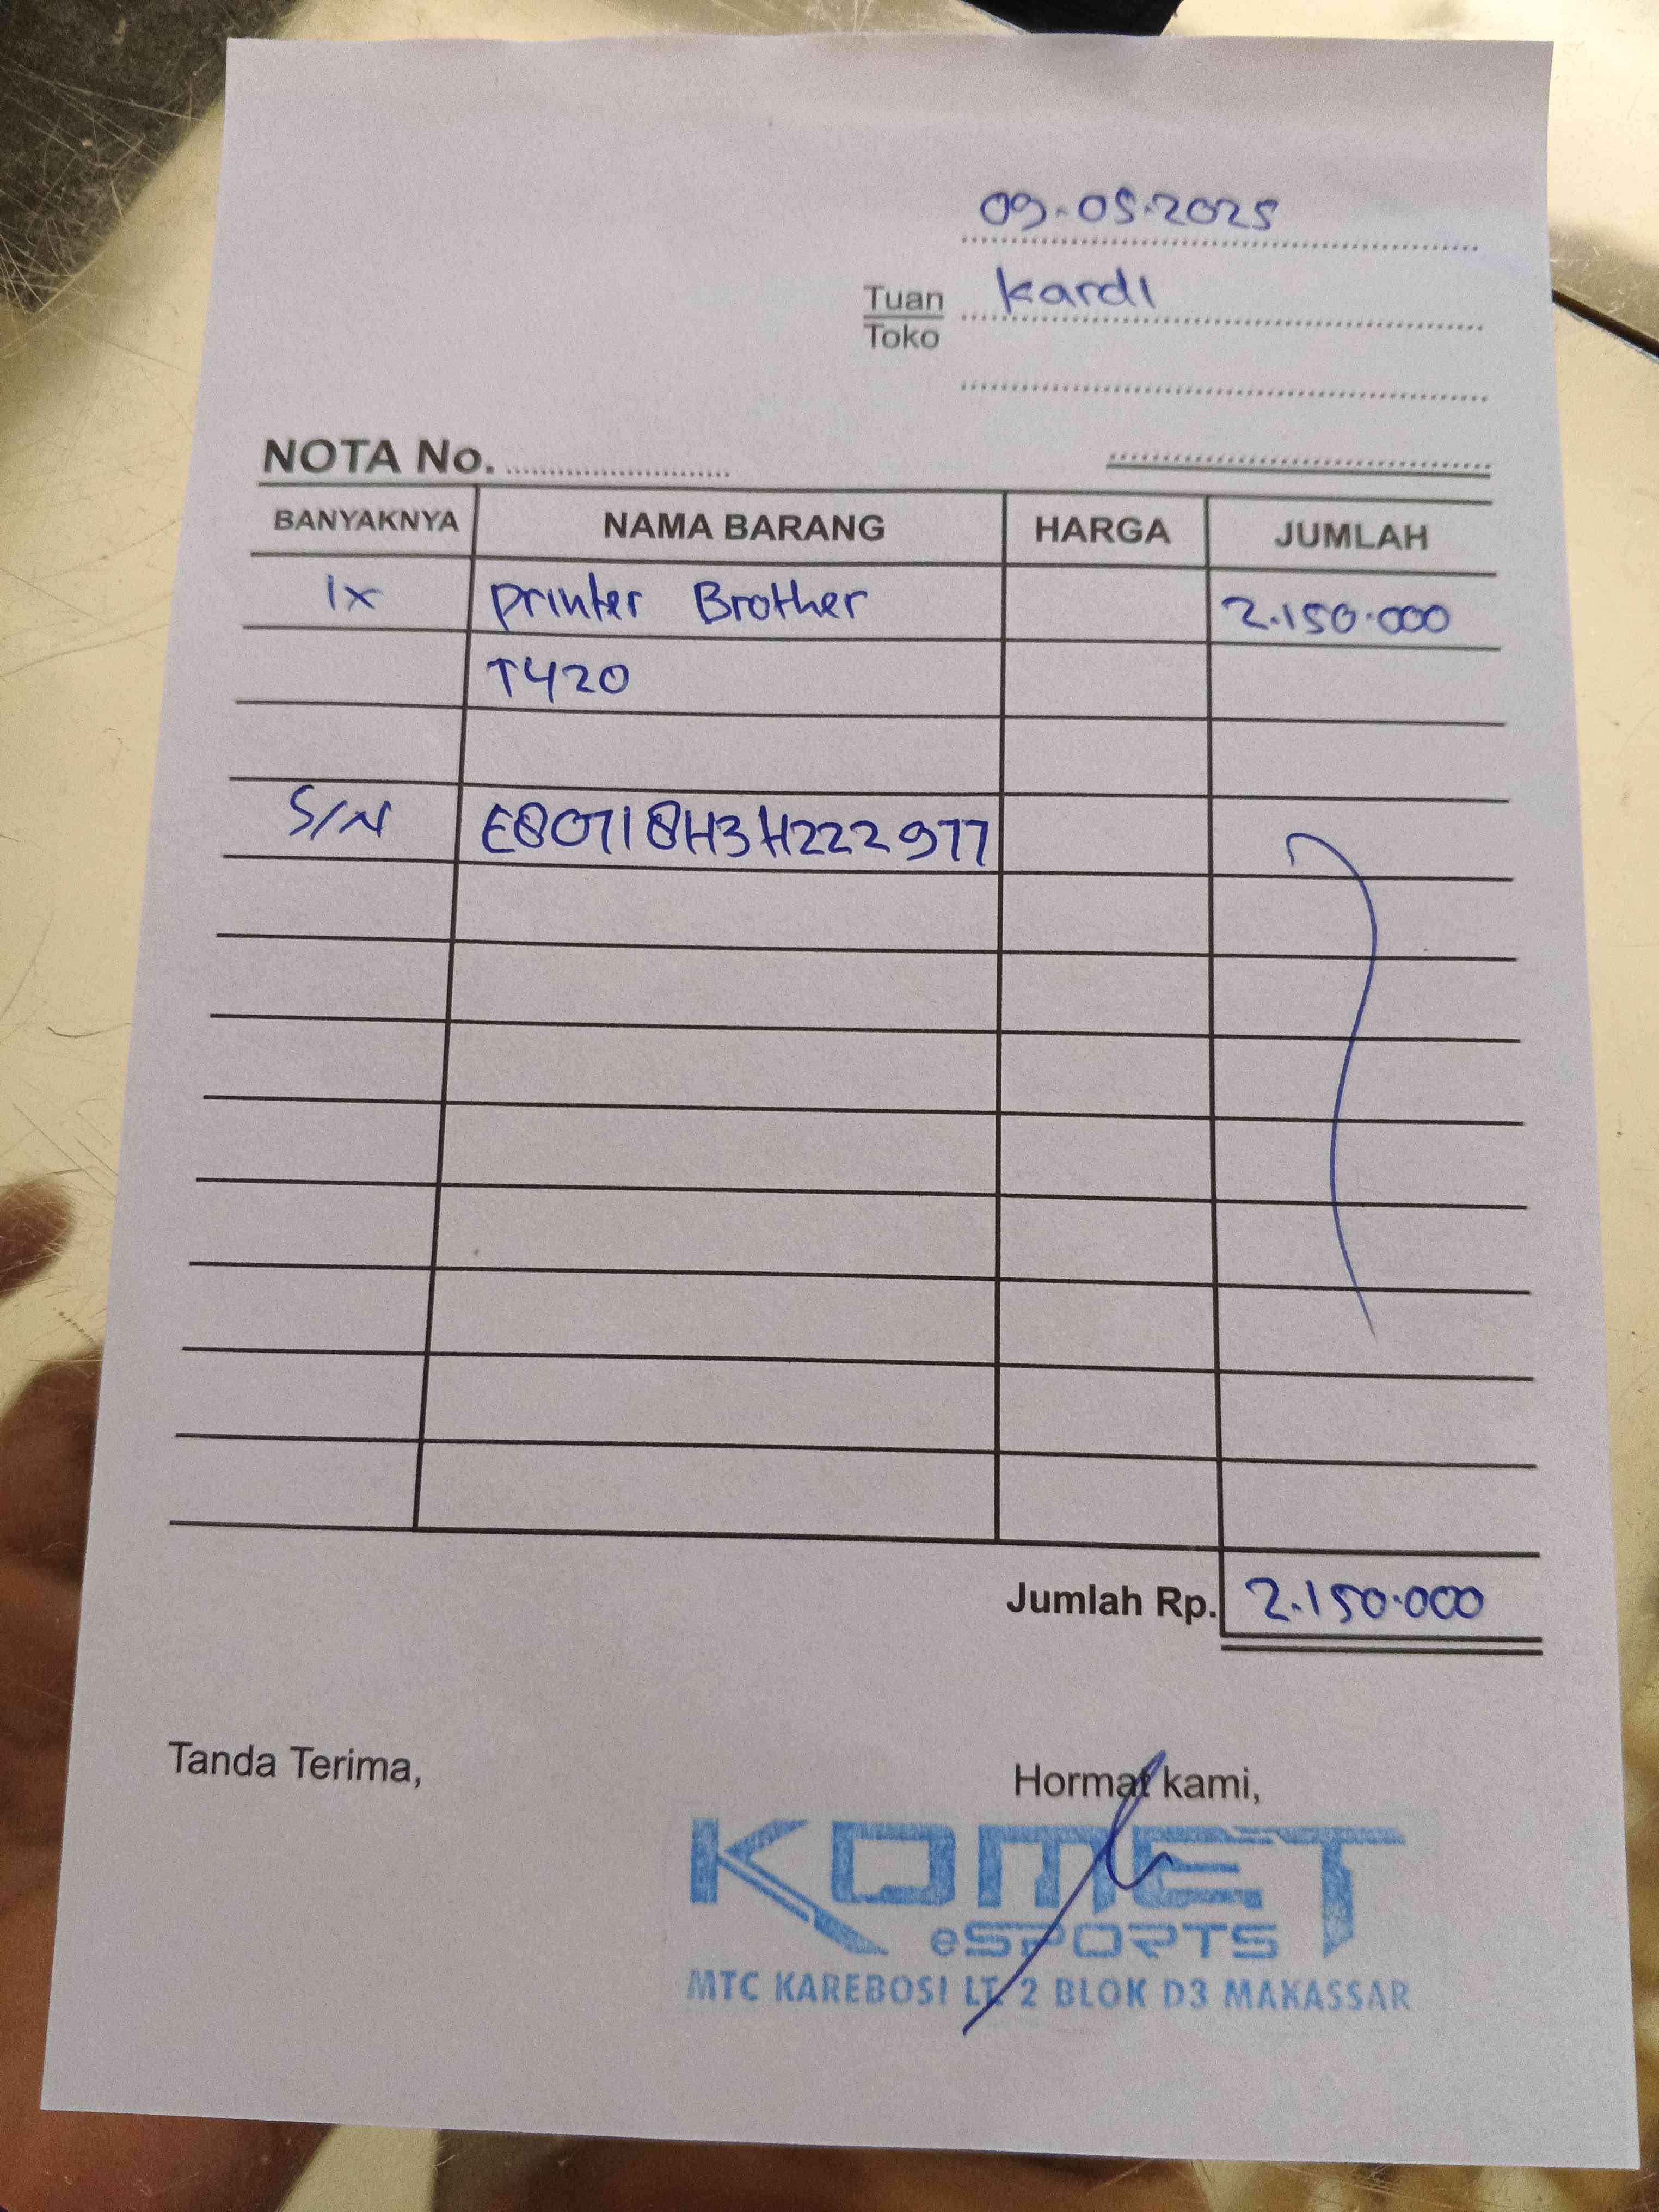 09-05-2025
Tuan Kardi
Toko
NOTA No.
BANYAKNYA NAMA BARANG HARGA JUMLAH
1x Printer Brother 2.150.000
T420
S/N E80718H3H222977
Jumlah Rp. 2.150.000
Tanda Terima, Hormat kami,
KOMET
eSPORTS
MTC KAREBOSI LT. 2 BLOK D3 MAKASSAR